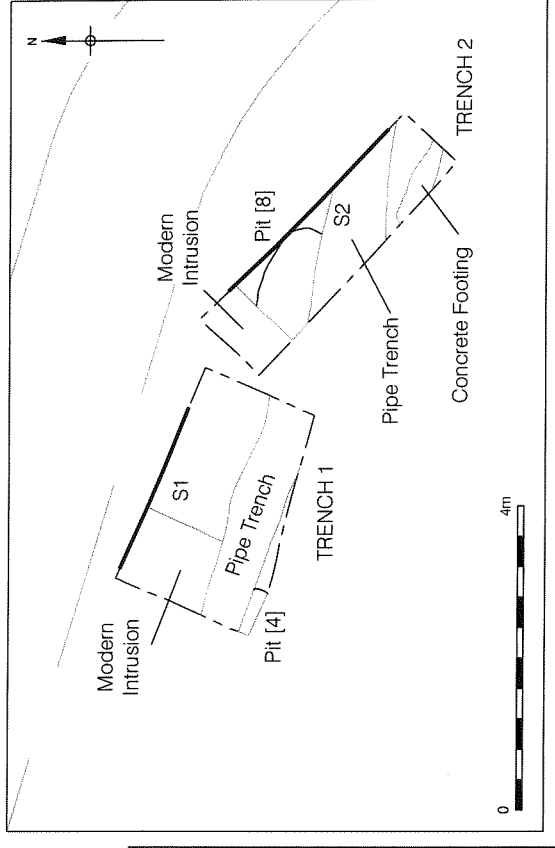 N
Modern
Intrusion
S1
Pipe Trench
Pit [4]
TRENCH 1
Modern
Intrusion
Pit [8]
S2
Pipe Trench
Concrete Footing
TRENCH 2
0
4m